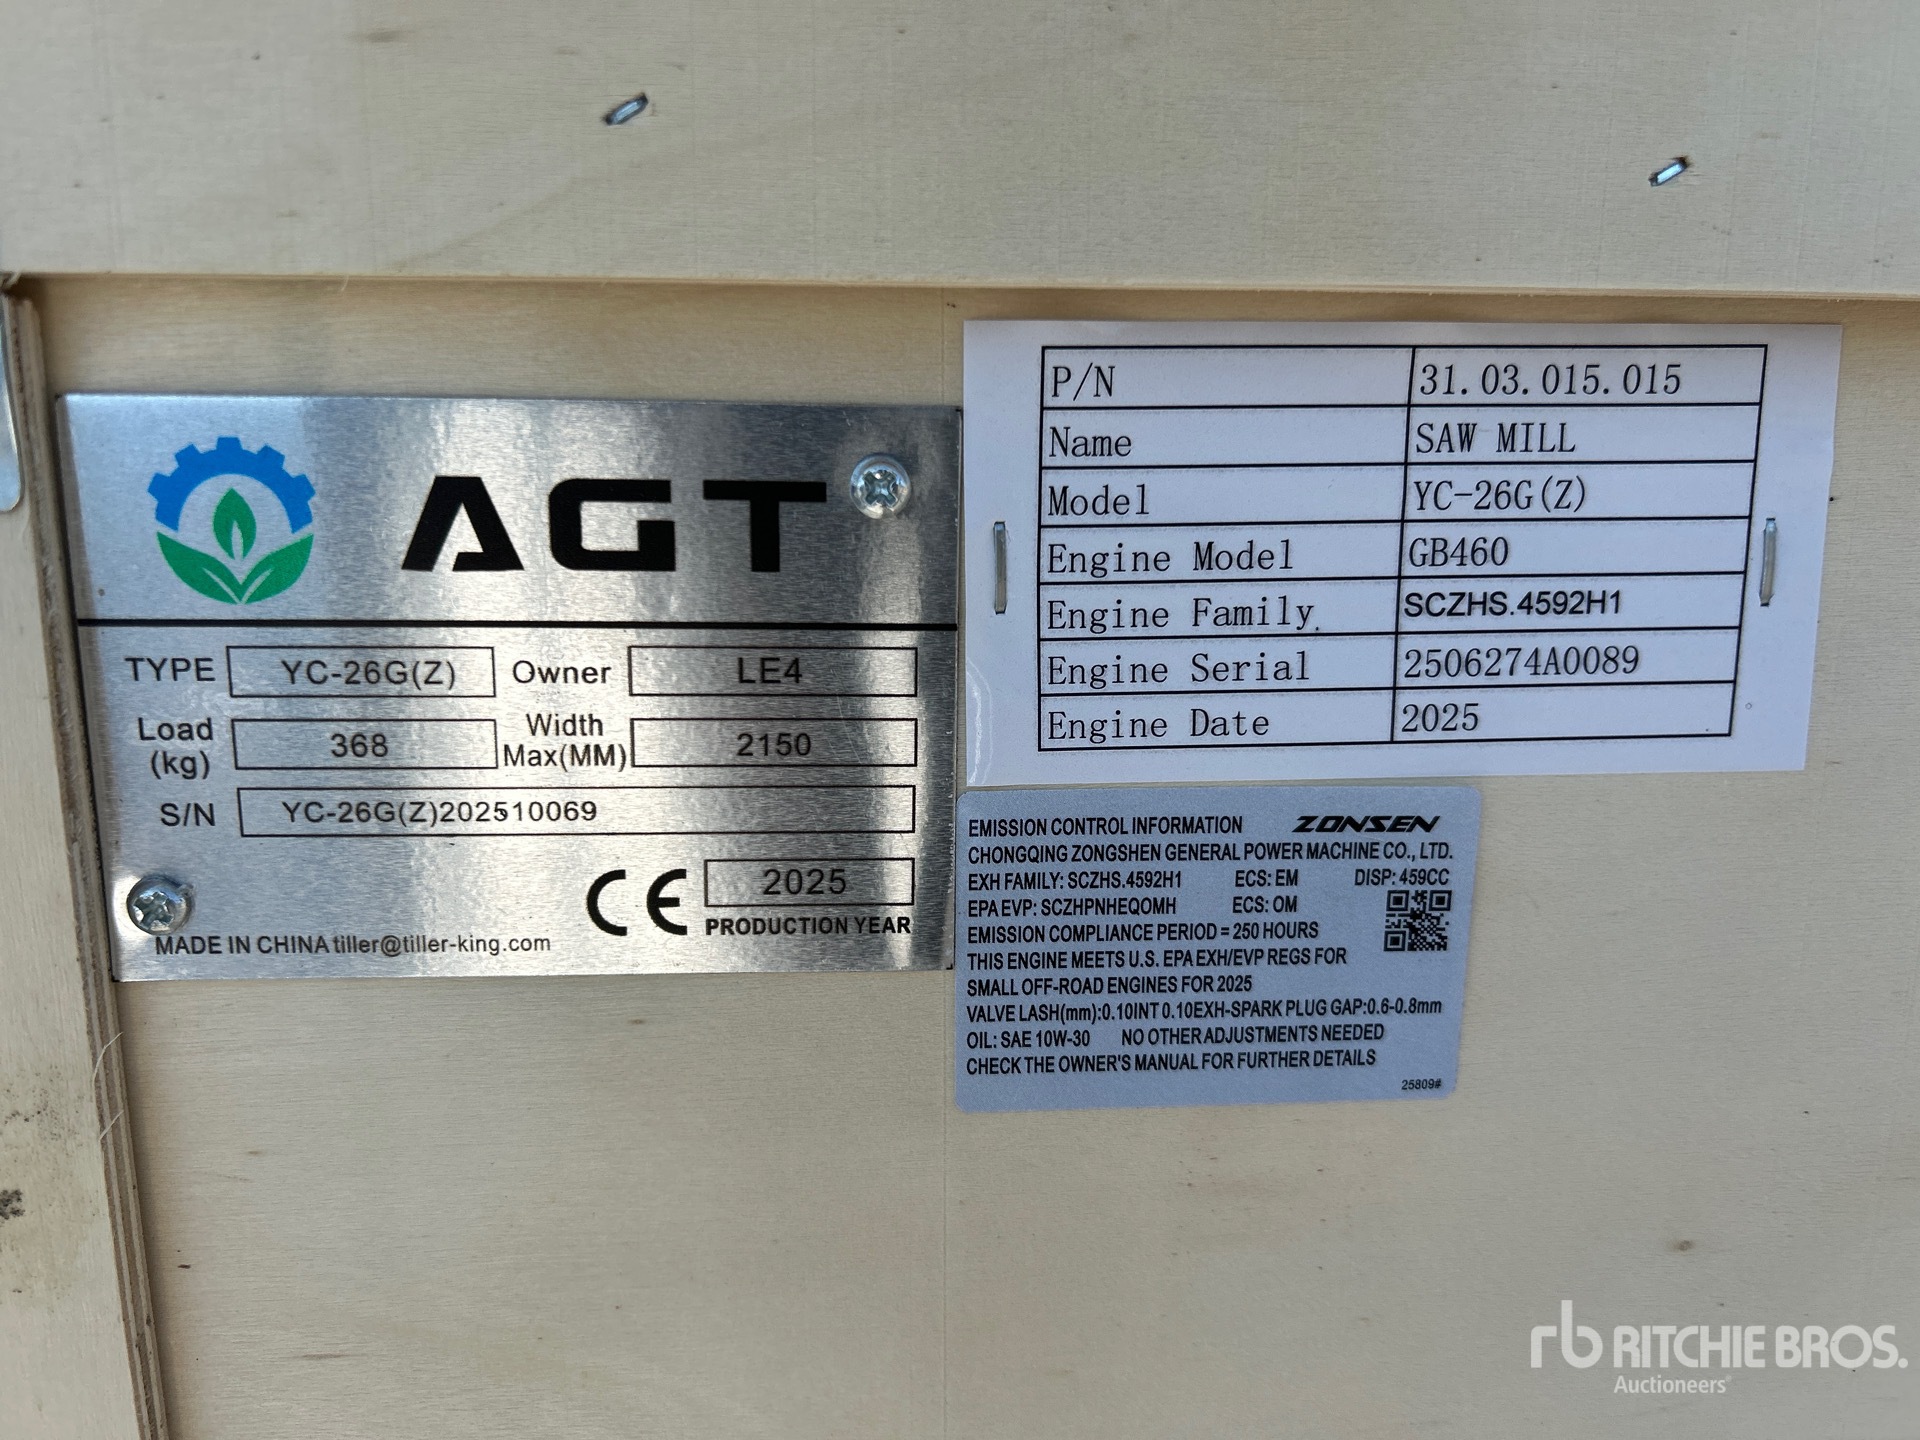 AGT
TYPE YC-26G(Z) Owner LE4
Load (kg) 368 Width Max(MM) 2150
S/N YC-26G(Z)202510069
CE 2025
PRODUCTION YEAR
MADE IN CHINA tiller@tiller-king.com
P/N 31.03.015.015
Name SAW MILL
Model YC-26G(Z)
Engine Model GB460
Engine Family. SCZHS.4592H1
Engine Serial 2506274A0089
Engine Date 2025
EMISSION CONTROL INFORMATION ZONSEN
CHONGQING ZONGSHEN GENERAL POWER MACHINE CO., LTD.
EXH FAMILY: SCZHS.4592H1 ECS: EM DISP: 459CC
EPA EVP: SCZHPNHEQOMH ECS: OM
EMISSION COMPLIANCE PERIOD = 250 HOURS
THIS ENGINE MEETS U.S. EPA EXH/EVP REGS FOR
SMALL OFF-ROAD ENGINES FOR 2025
VALVE LASH(mm):0.10INT 0.10EXH-SPARK PLUG GAP:0.6-0.8mm
OIL: SAE 10W-30 NO OTHER ADJUSTMENTS NEEDED
CHECK THE OWNER'S MANUAL FOR FURTHER DETAILS
25809#
rb RITCHIE BROS.
Auctioneers